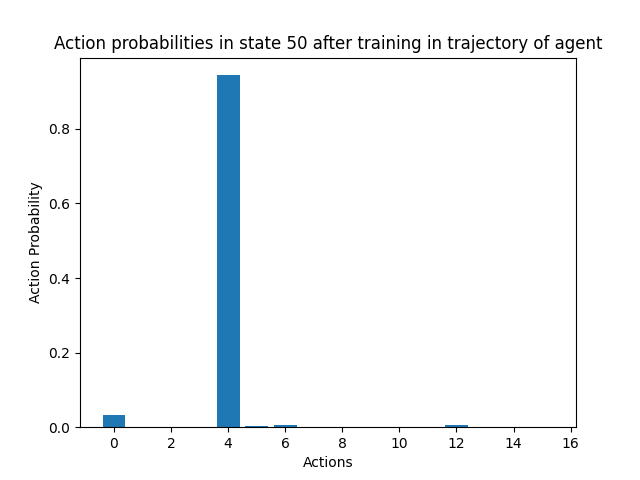 Action probabilities in state 50 after training in trajectory of agent
0.8
0.6
0.4
0.2
0.0
Action Probability
0 2 4 6 8 10 12 14 16
Actions